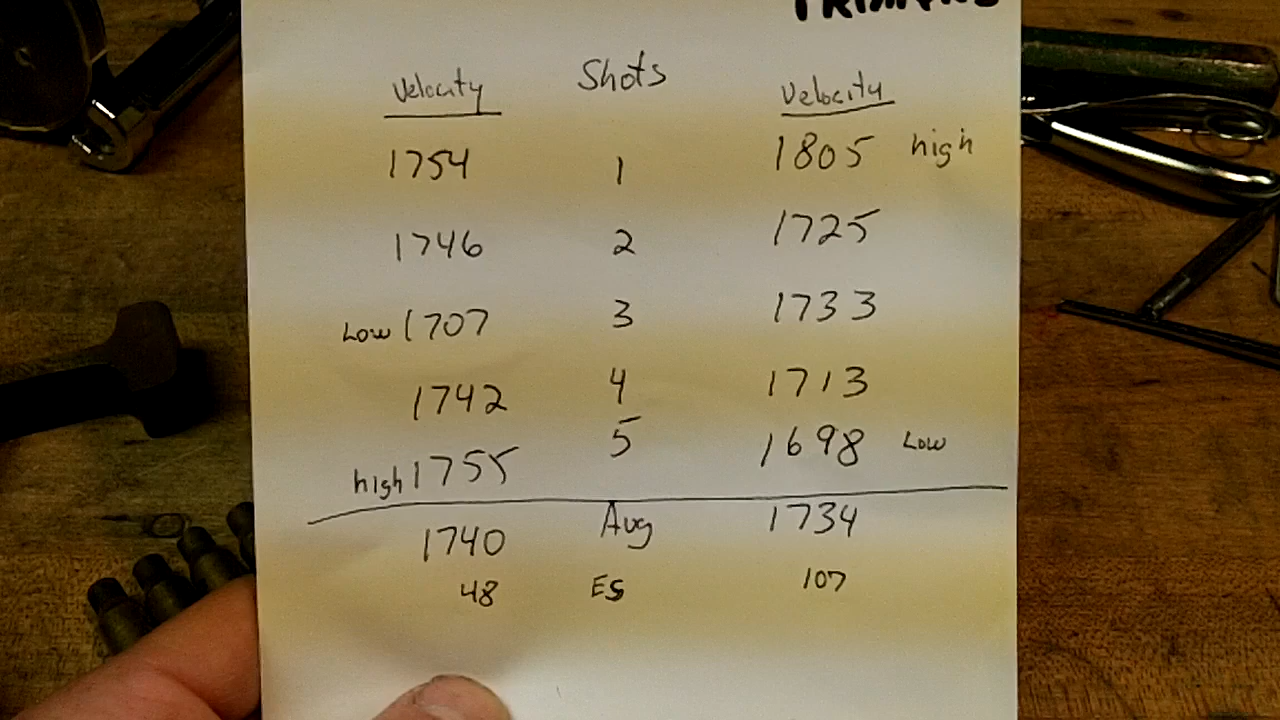 Velocity Shots Velocity
1754 1 1805 high
1746 2 1725
Low 1707 3 1733
1742 4 1713
high 1755 5 1698 Low
1740 Avg 1734
48 ES 107